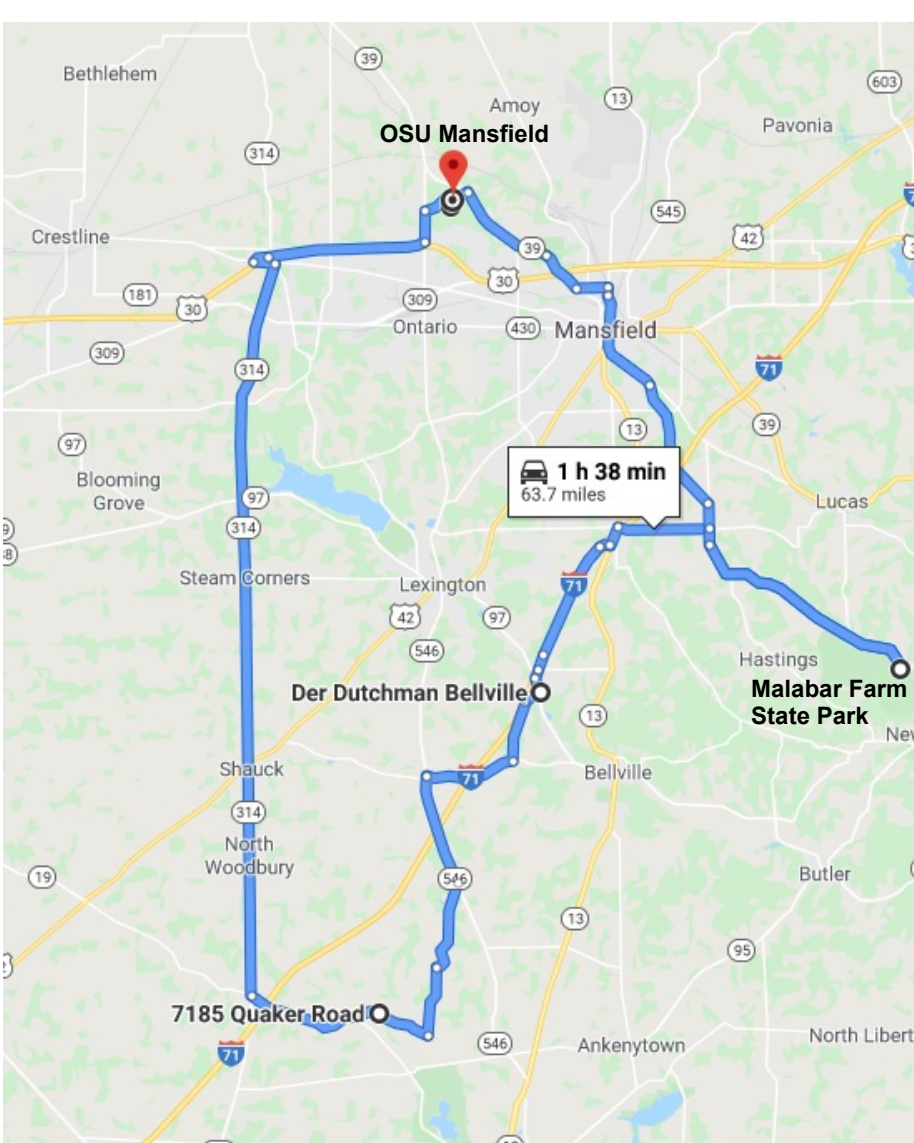 39
603
Bethlehem
Amoy
13
Pavonia
OSU Mansfield
314
545
Crestline
42
39
30
181
30
309
Ontario
430
Mansfield
309
314
71
39
13
97
1 h 38 min
63.7 miles
Blooming
Grove
97
Lucas
314
Steam Corners
Lexington
71
42
97
546
Hastings
Der Dutchman Bellville
Malabar Farm
State Park
13
New
Shauck
71
Bellville
314
North
Woodbury
19
546
Butler
13
95
7185 Quaker Road
71
546
Ankenytown
North Libert